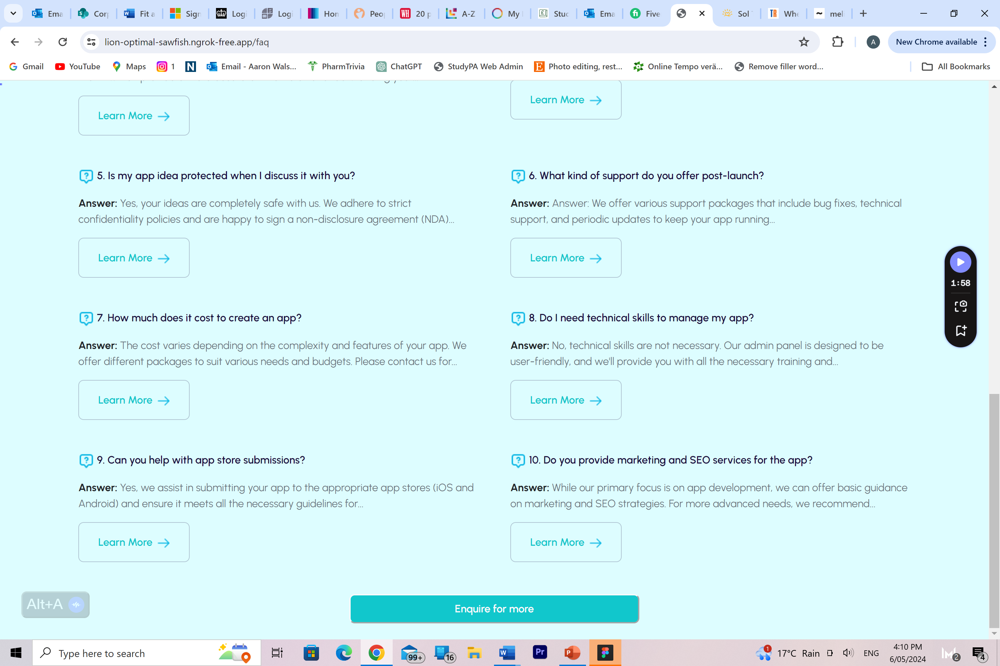 Ema
Corp
Fit a
Sign
Logi
Logi
Hon
Peop
20 p
A-Z
My
Stud
Ema
Five
Sol
Whe
meli
lion-optimal-sawfish.ngrok-free.app/faq
A
New Chrome available
Gmail
YouTube
Maps
1
Email - Aaron Wals...
PharmTrivia
ChatGPT
StudyPA Web Admin
Photo editing, rest...
Online Tempo verä...
Remove filler word...
All Bookmarks
Learn More
Learn More
5. Is my app idea protected when I discuss it with you?
Answer: Yes, your ideas are completely safe with us. We adhere to strict
confidentiality policies and are happy to sign a non-disclosure agreement (NDA)...
Learn More
6. What kind of support do you offer post-launch?
Answer: Answer: We offer various support packages that include bug fixes, technical
support, and periodic updates to keep your app running...
Learn More
7. How much does it cost to create an app?
Answer: The cost varies depending on the complexity and features of your app. We
offer different packages to suit various needs and budgets. Please contact us for...
Learn More
8. Do I need technical skills to manage my app?
Answer: No, technical skills are not necessary. Our admin panel is designed to be
user-friendly, and we'll provide you with all the necessary training and...
Learn More
9. Can you help with app store submissions?
Answer: Yes, we assist in submitting your app to the appropriate app stores (iOS and
Android) and ensure it meets all the necessary guidelines for...
Learn More
10. Do you provide marketing and SEO services for the app?
Answer: While our primary focus is on app development, we can offer basic guidance
on marketing and SEO strategies. For more advanced needs, we recommend...
Learn More
1:58
Alt+A
Enquire for more
Type here to search
99+
16
1
17°C Rain
ENG
4:10 PM
6/05/2024
2
4